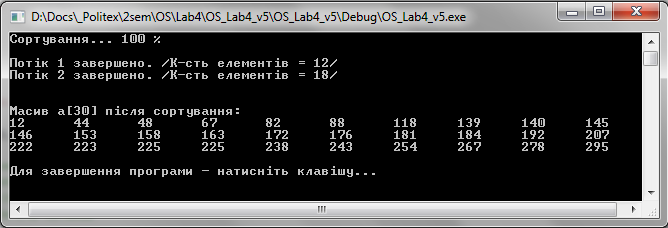 D:\Docs\_Politex\2sem\OS\Lab4\OS_Lab4_v5\OS_Lab4_v5\Debug\OS_Lab4_v5.exe
Сортування... 100 %
Потік 1 завершено. /К-сть елементів = 12/
Потік 2 завершено. /К-сть елементів = 18/
Масив a[30] після сортування:
12 44 48 67 82 88 118 139 140 145
146 153 158 163 172 176 181 184 192 207
222 223 225 225 238 243 254 267 278 295
Для завершення програми - натисніть клавішу...